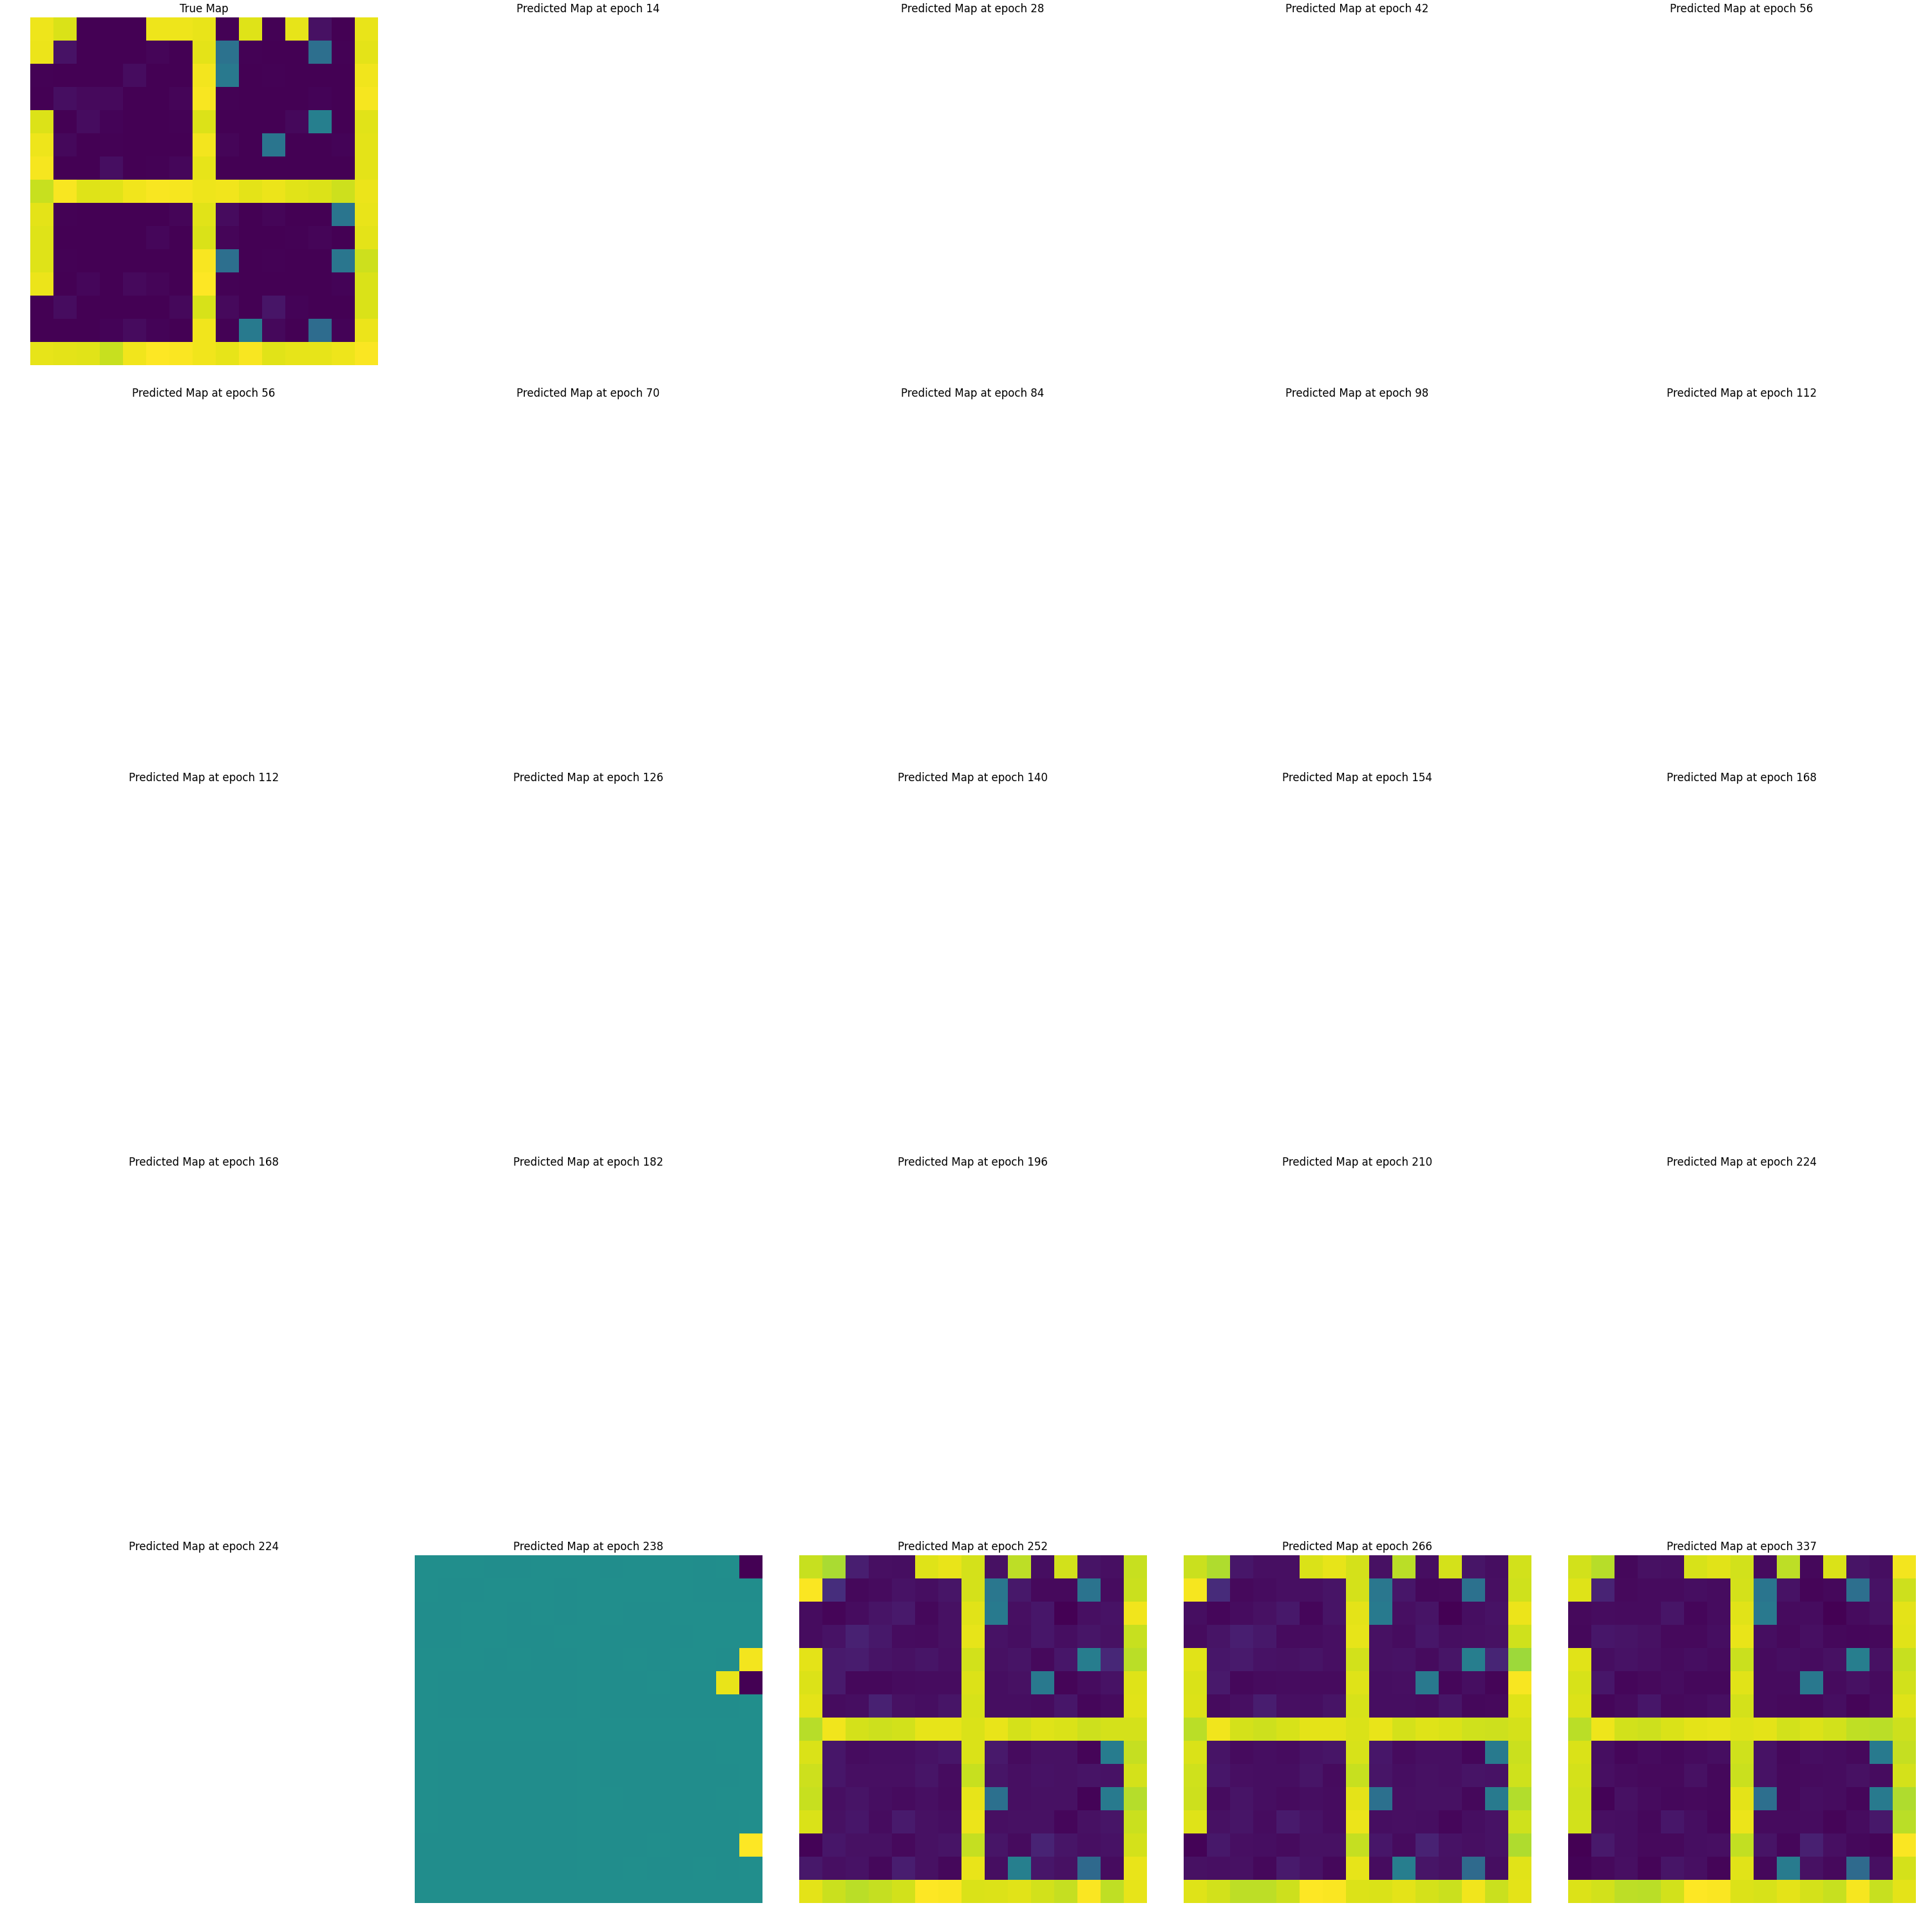 True Map
Predicted Map at epoch 14
Predicted Map at epoch 28
Predicted Map at epoch 42
Predicted Map at epoch 56
Predicted Map at epoch 56
Predicted Map at epoch 70
Predicted Map at epoch 84
Predicted Map at epoch 98
Predicted Map at epoch 112
Predicted Map at epoch 112
Predicted Map at epoch 126
Predicted Map at epoch 140
Predicted Map at epoch 154
Predicted Map at epoch 168
Predicted Map at epoch 168
Predicted Map at epoch 182
Predicted Map at epoch 196
Predicted Map at epoch 210
Predicted Map at epoch 224
Predicted Map at epoch 224
Predicted Map at epoch 238
Predicted Map at epoch 252
Predicted Map at epoch 266
Predicted Map at epoch 337